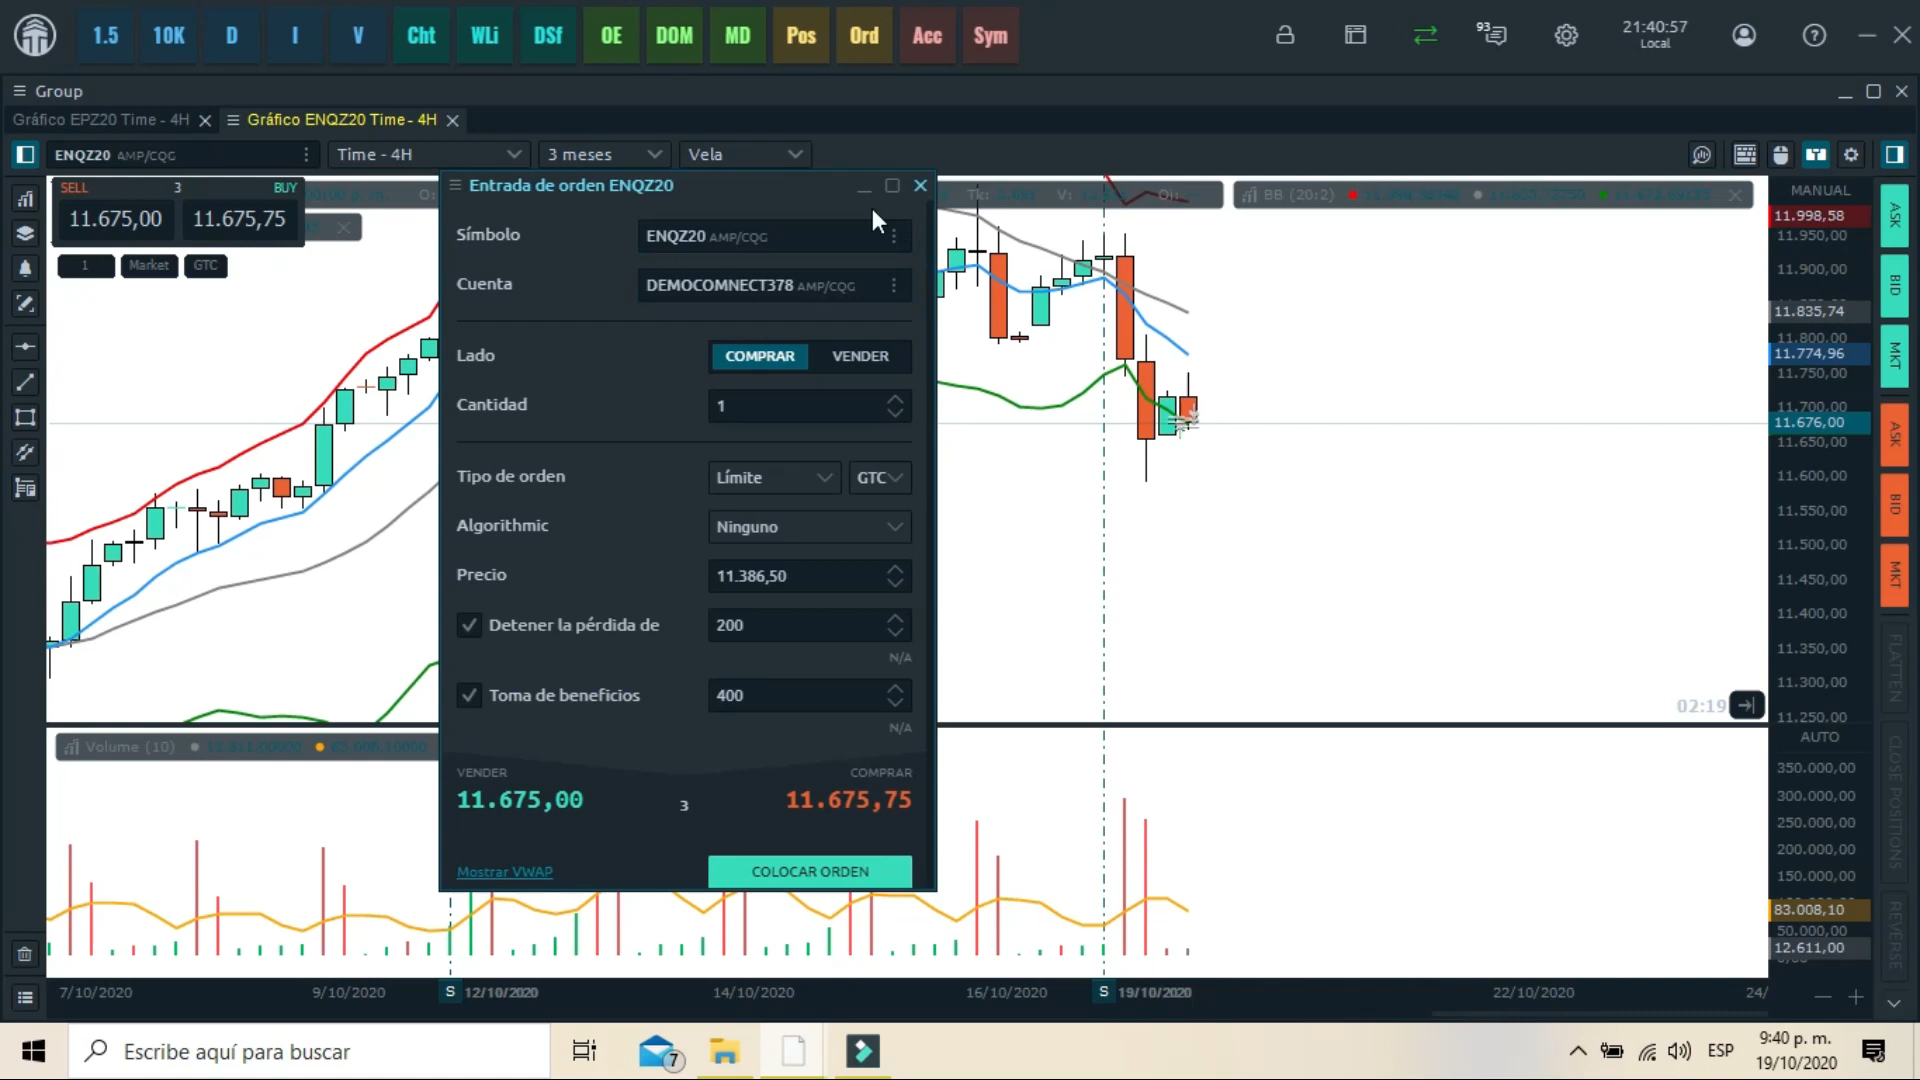 1.5 10K D I V Cht WLi DSf OE DOM MD Pos Ord Acc Sym 93 21:40:57
Local
Group
Gráfico EPZ20 Time - 4H Gráfico ENQZ20 Time - 4H
ENQZ20 AMP/CQG Time - 4H 3 meses Vela
SELL 3 BUY
11.675,00 11.675,75
1 Market GTC
BB (20:2)
Entrada de orden ENQZ20
Símbolo ENQZ20 AMP/CQG
Cuenta DEMOCOMNECT378 AMP/CQG
Lado COMPRAR VENDER
Cantidad 1
Tipo de orden Límite GTC
Algorithmic Ninguno
Precio 11.386,50
Detener la pérdida de 200
N/A
Toma de beneficios 400
N/A
VENDER COMPRAR
11.675,00 3 11.675,75
Mostrar VWAP COLOCAR ORDEN
MANUAL
11.998,58
11.950,00
11.900,00
11.835,74
11.800,00
11.774,96
11.750,00
11.700,00
11.676,00
11.650,00
11.600,00
11.550,00
11.500,00
11.450,00
11.400,00
11.350,00
11.300,00
11.250,00
02:19
ASK
BID
MKT
ASK
BID
MKT
FLATTEN
CLOSE POSITIONS
REVERSE
Volume (10)
AUTO
350.000,00
300.000,00
250.000,00
200.000,00
150.000,00
83.008,10
50.000,00
12.611,00
7/10/2020 9/10/2020 S 12/10/2020 14/10/2020 16/10/2020 S 19/10/2020 22/10/2020 24/
Escribe aquí para buscar 7 ESP 9:40 p. m.
19/10/2020